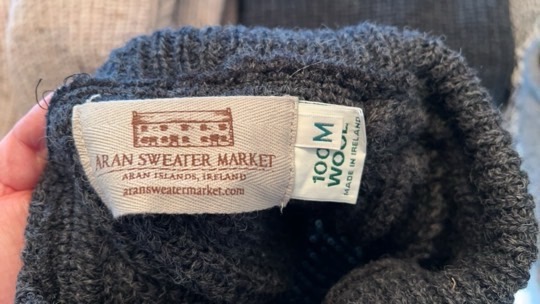 ARAN SWEATER MARKET
ARAN ISLANDS, IRELAND
aransweatermarket.com
M
100
WOOL
MADE IN IRELAND